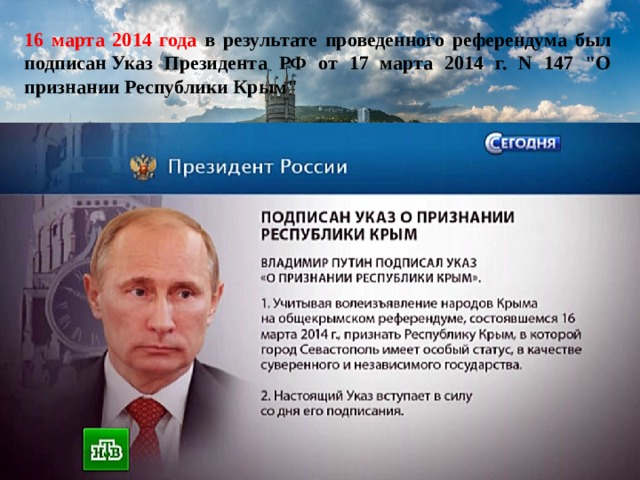 16 марта 2014 года в результате проведенного референдума был
подписан Указ Президента РФ от 17 марта 2014 г. N 147 "О
признании Республики Крым"
СЕГОДНЯ
Президент России
ПОДПИСАН УКАЗ О ПРИЗНАНИИ
РЕСПУБЛИКИ КРЫМ
ВЛАДИМИР ПУТИН ПОДПИСАЛ УКАЗ
«О ПРИЗНАНИИ РЕСПУБЛИКИ КРЫМ».
1. Учитывая волеизъявление народов Крыма
на общекрымском референдуме, состоявшемся 16
марта 2014 г., признать Республику Крым, в которой
город Севастополь имеет особый статус, в качестве
суверенного и независимого государства.
2. Настоящий Указ вступает в силу
со дня его подписания.
НТВ